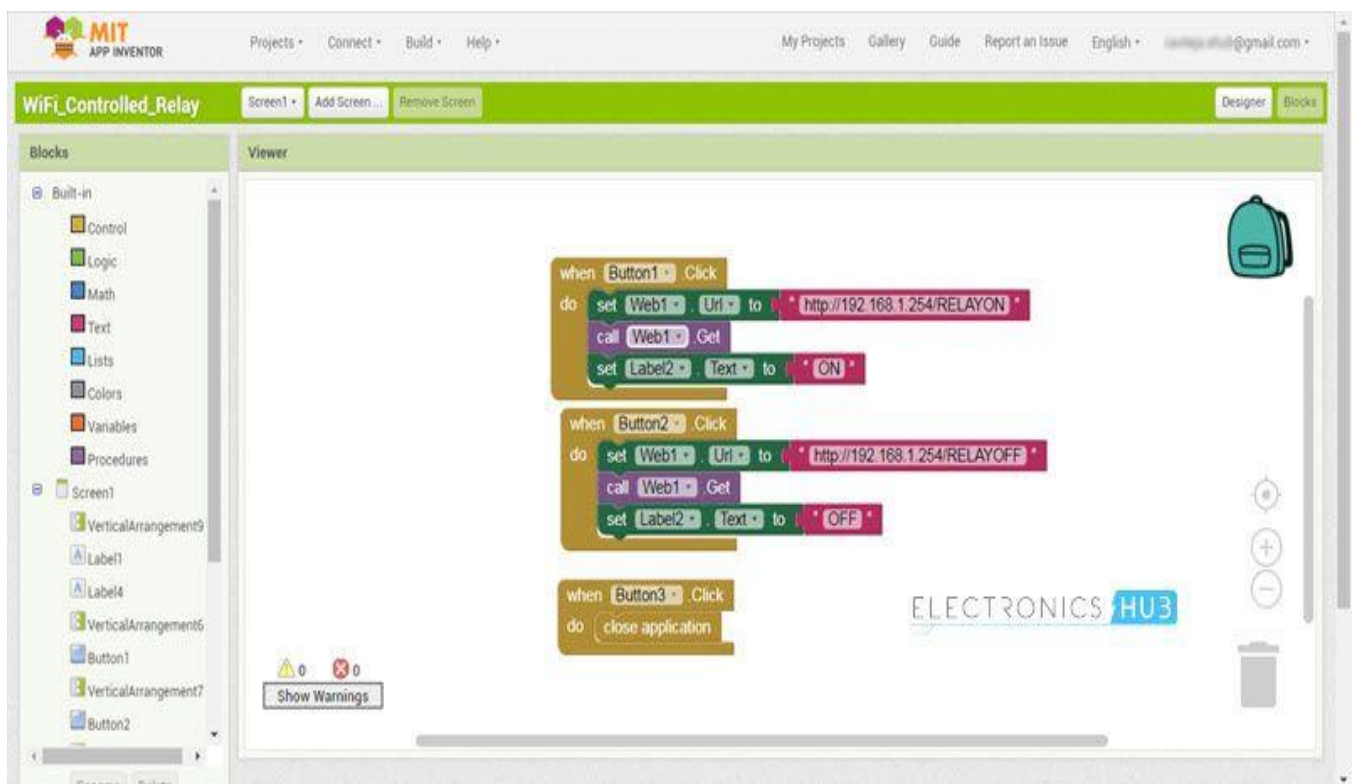 MIT
APP INVENTOR
Projects Connect Build Help
My Projects Gallery Guide Report an Issue English @gmail.com
WiFi_Controlled_Relay
Screen1 Add Screen ... Remove Screen
Designer Blocks
Blocks
Viewer
Built-in
Control
Logic
Math
Text
Lists
Colors
Variables
Procedures
Screen1
VerticalArrangement9
Label1
Label4
VerticalArrangement6
Button1
VerticalArrangement7
Button2
when Button1 .Click
do set Web1 . Url to " http://192.168.1.254/RELAYON "
call Web1 .Get
set Label2 . Text to " ON "
when Button2 .Click
do set Web1 . Url to " http://192.168.1.254/RELAYOFF "
call Web1 .Get
set Label2 . Text to " OFF "
when Button3 .Click
do close application
ELECTRONICS HUB
0 0
Show Warnings